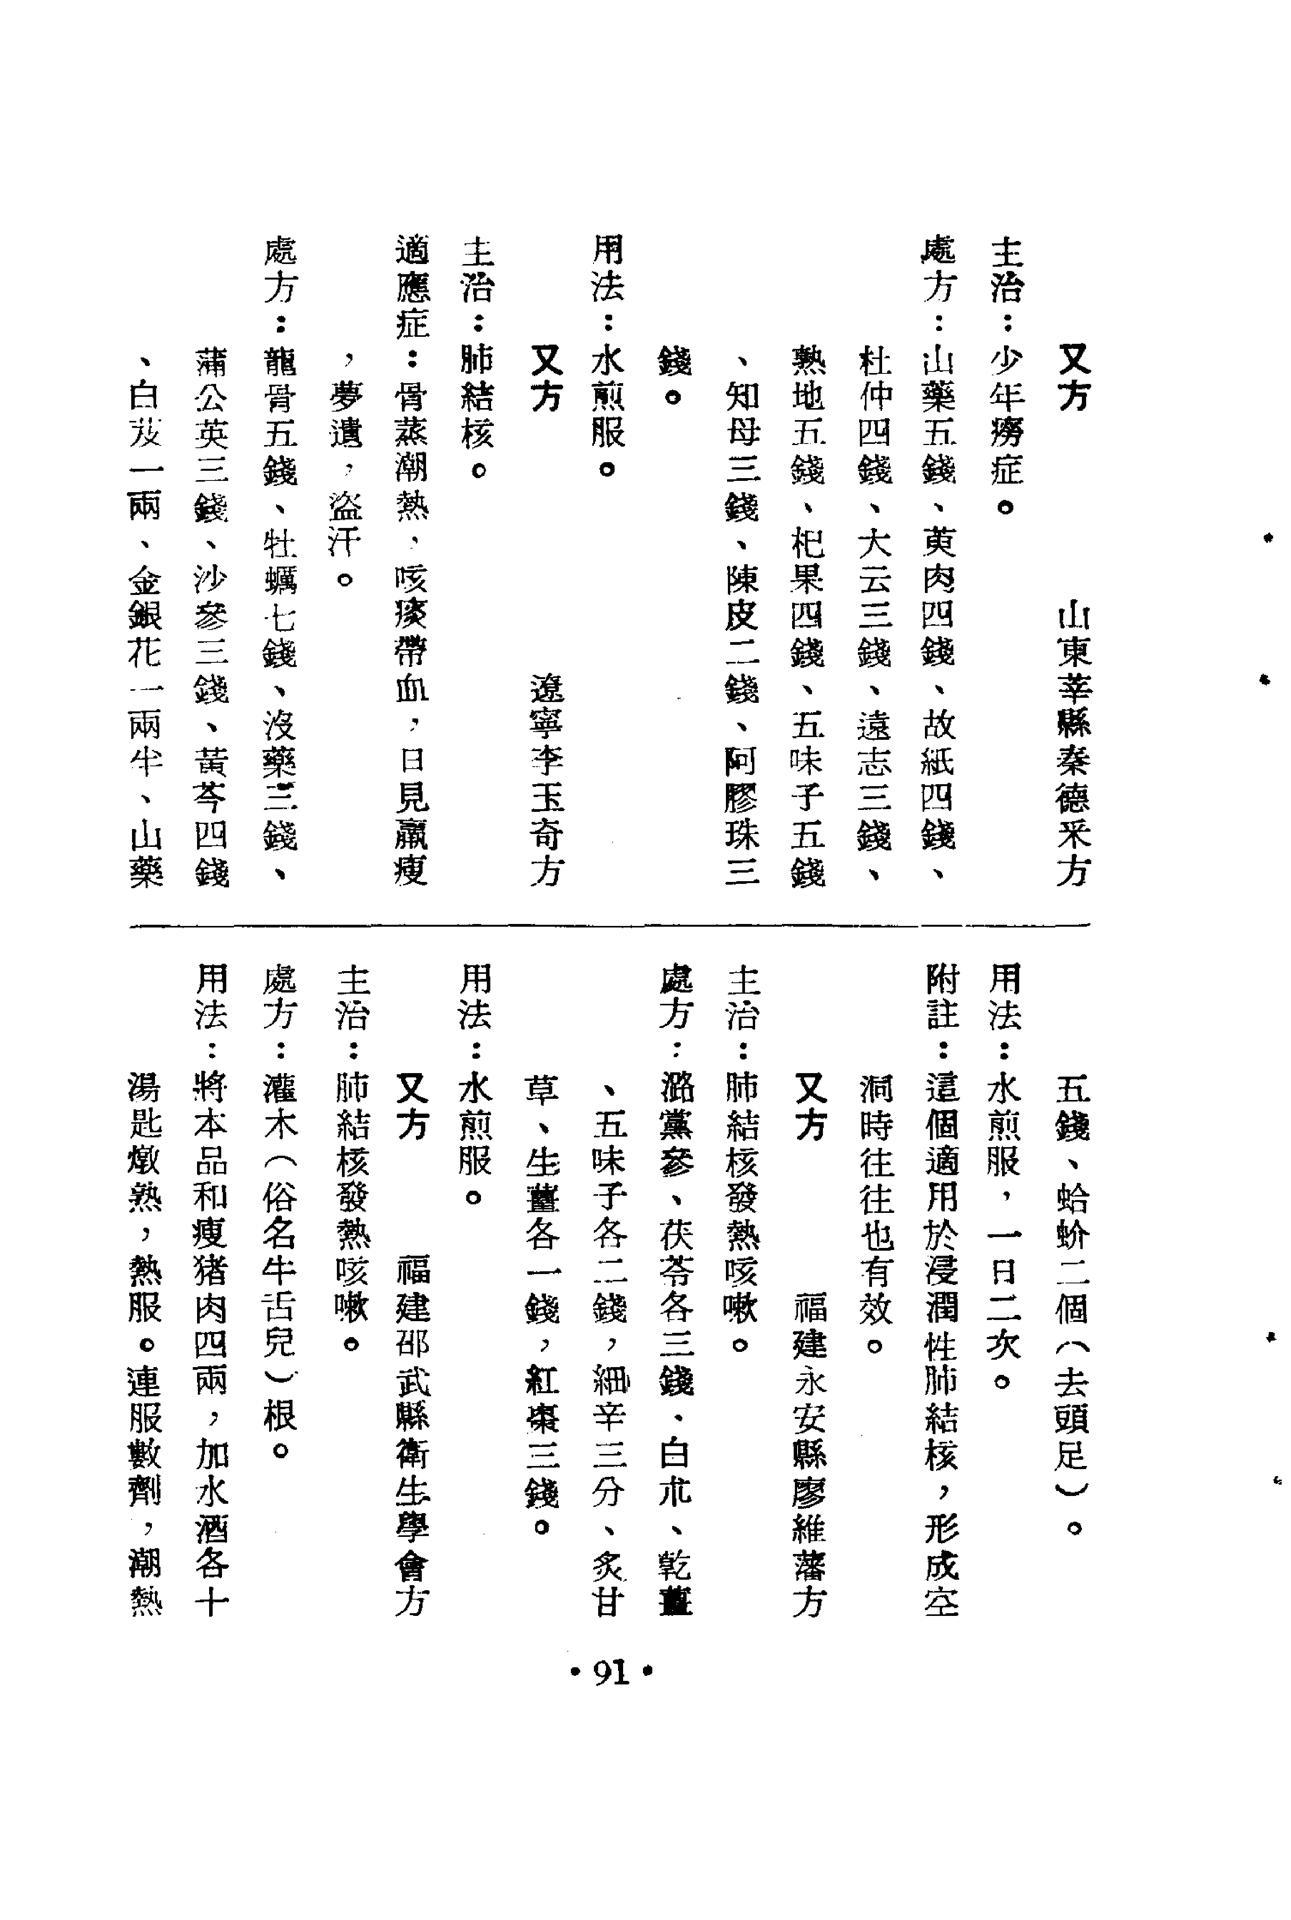 又方　山東莘縣秦德釆方
主治：少年癆症。
處方：山藥五錢、萸肉四錢、故紙四錢、
杜仲四錢、大云三錢、遠志三錢、
熟地五錢、杞果四錢、五味子五錢
、知母三錢、陳皮二錢、阿膠珠三
錢。
用法：水煎服。
又方　遼寧李玉奇方
主治：肺結核。
適應症：骨蒸潮熱，咳痰帶血，日見羸瘦
，夢遺，盜汗。
處方：龍骨五錢、牡蠣七錢、沒藥三錢、
蒲公英三錢、沙參三錢、黃芩四錢
、白芨一兩、金銀花一兩半、山藥
五錢、蛤蚧二個（去頭足）。
用法：水煎服，一日二次。
附註：這個適用於浸潤性肺結核，形成空
洞時往往也有效。
又方　福建永安縣廖維藩方
主治：肺結核發熱咳嗽。
處方：潞黨參、茯苓各三錢、白朮、乾薑
、五味子各二錢，細辛三分、炙甘
草、生薑各一錢，紅棗三錢。
用法：水煎服。
又方　福建邵武縣衛生學會方
主治：肺結核發熱咳嗽。
處方：灌木（俗名牛舌兒）根。
用法：將本品和瘦猪肉四兩，加水酒各十
湯匙燉熟，熱服。連服數劑，潮熱
·91·